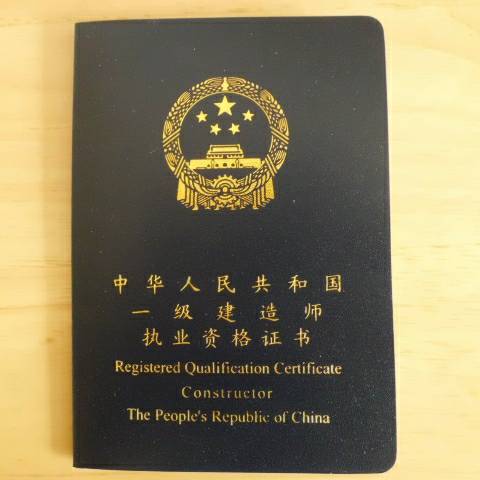 中华人民共和国
一级建造师
执业资格证书
Registered Qualification Certificate
Constructor
The People's Republic of China